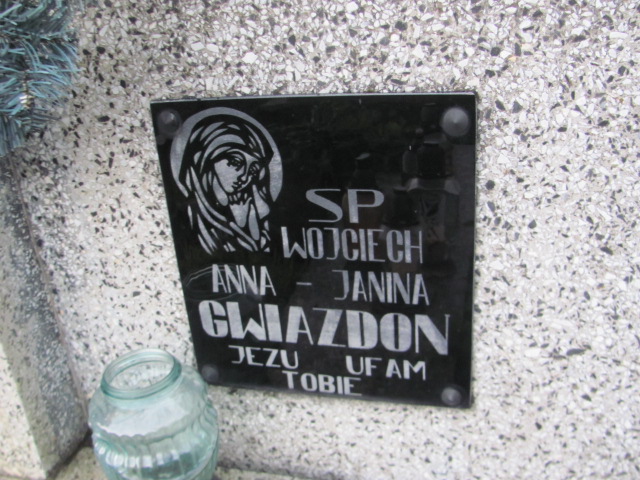 SP
WOJCIECH
ANNA - JANINA
GWIAZDON
JEZU UFAM
TOBIE